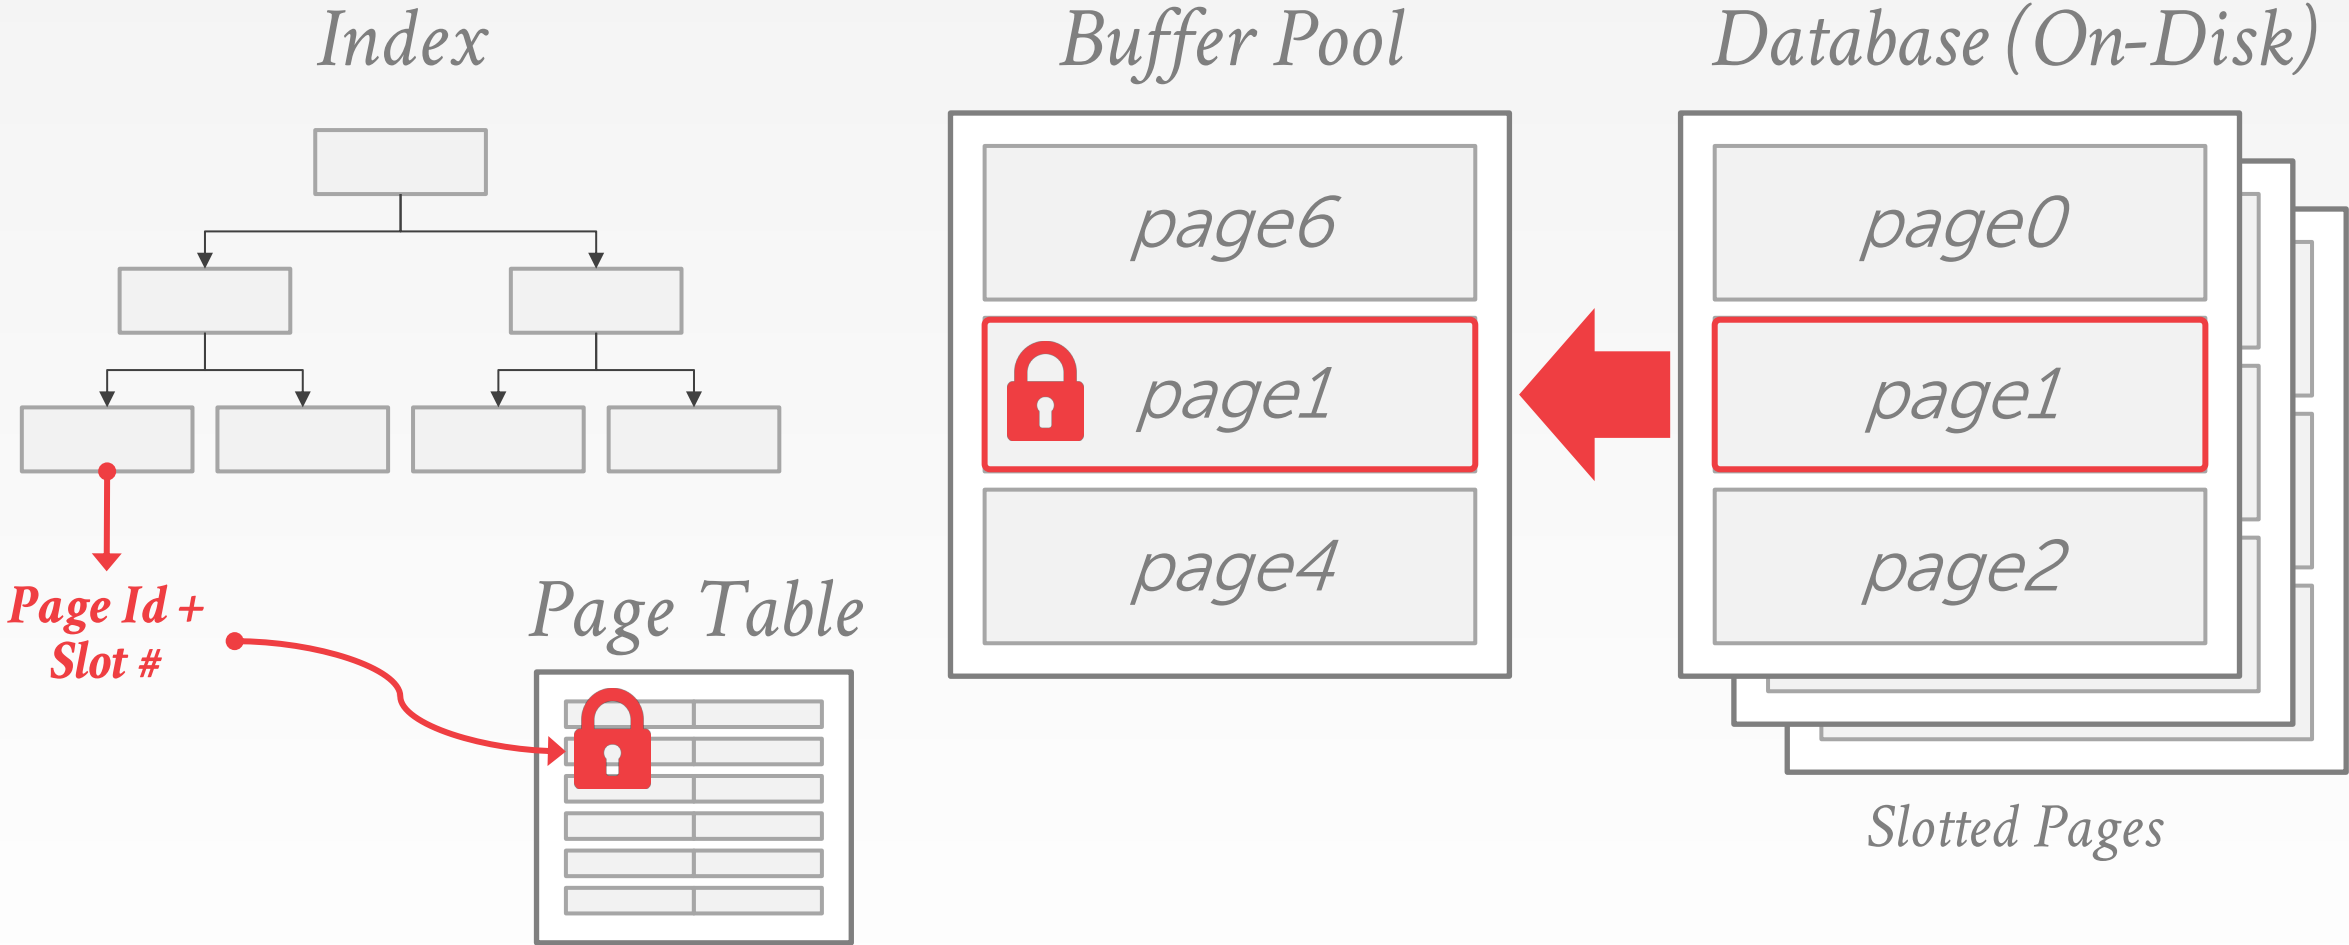 Index
Buffer Pool
Database (On-Disk)
page6
page1
page4
page0
page1
page2
Page Id +
Slot #
Page Table
Slotted Pages